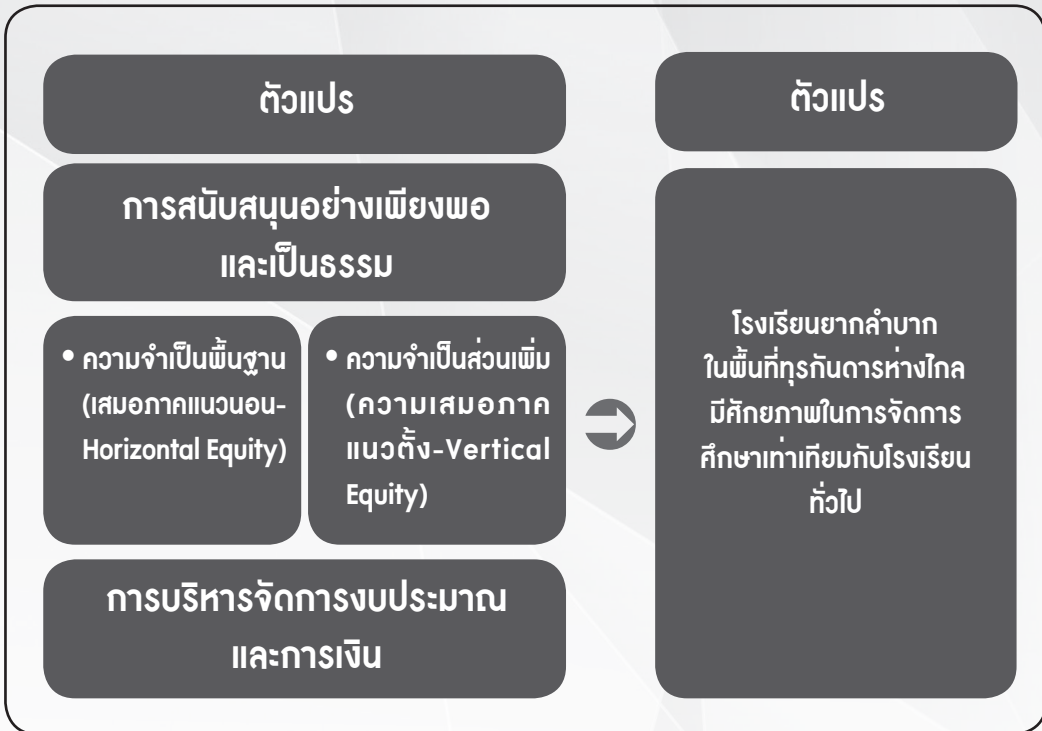 ตัวแปร
การสนับสนุนอย่างเพียงพอ
และเป็นธรรม
• ความจำเป็นพื้นฐาน
(เสมอภาคแนวนอน-
Horizontal Equity)
• ความจำเป็นส่วนเพิ่ม
(ความเสมอภาค
แนวตั้ง-Vertical
Equity)
การบริหารจัดการงบประมาณ
และการเงิน
ตัวแปร
โรงเรียนยากลำบาก
ในพื้นที่ทุรกันดารห่างไกล
มีศักยภาพในการจัดการ
ศึกษาเท่าเทียมกับโรงเรียน
ทั่วไป